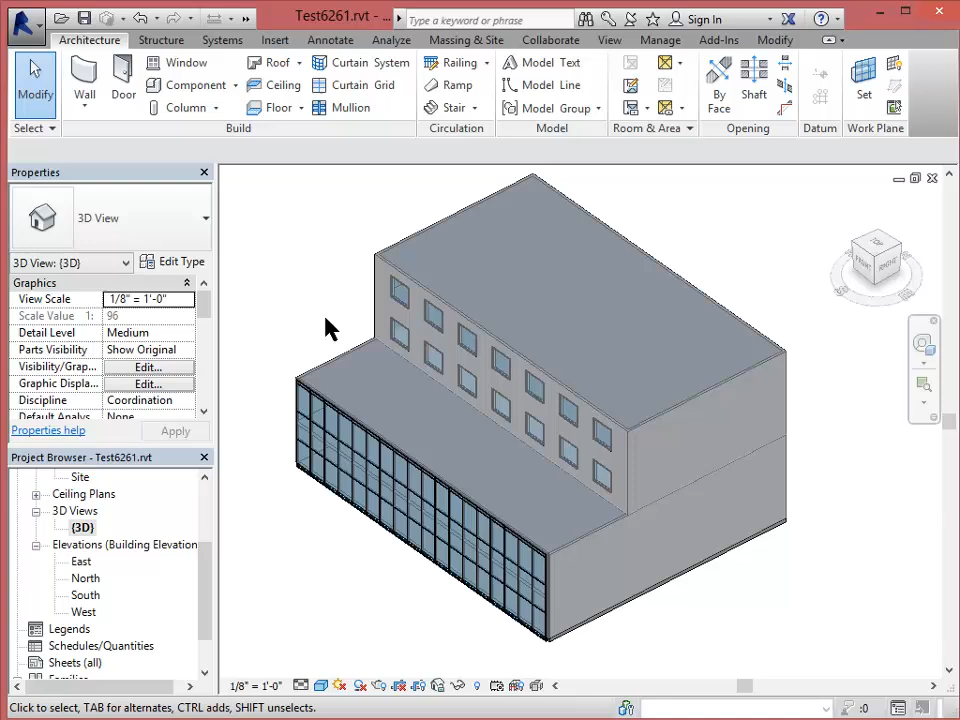 Test6261.rvt - ...
Type a keyword or phrase
Sign In
Architecture Structure Systems Insert Annotate Analyze Massing & Site Collaborate View Manage Add-Ins Modify
Modify
Wall
Door
Window
Component
Column
Roof
Ceiling
Floor
Curtain System
Curtain Grid
Mullion
Railing
Ramp
Stair
Model Text
Model Line
Model Group
By Face
Shaft
Set
Select
Build
Circulation
Model
Room & Area
Opening
Datum
Work Plane
Properties
3D View
3D View: {3D}
Edit Type
Graphics
View Scale 1/8" = 1'-0"
Scale Value 1: 96
Detail Level Medium
Parts Visibility Show Original
Visibility/Grap... Edit...
Graphic Displa... Edit...
Discipline Coordination
Default Analys None
Properties help
Apply
Project Browser - Test6261.rvt
Site
Ceiling Plans
3D Views
{3D}
Elevations (Building Elevation
East
North
South
West
Legends
Schedules/Quantities
Sheets (all)
TOP
FRONT
RIGHT
1/8" = 1'-0"
Click to select, TAB for alternates, CTRL adds, SHIFT unselects.
:0